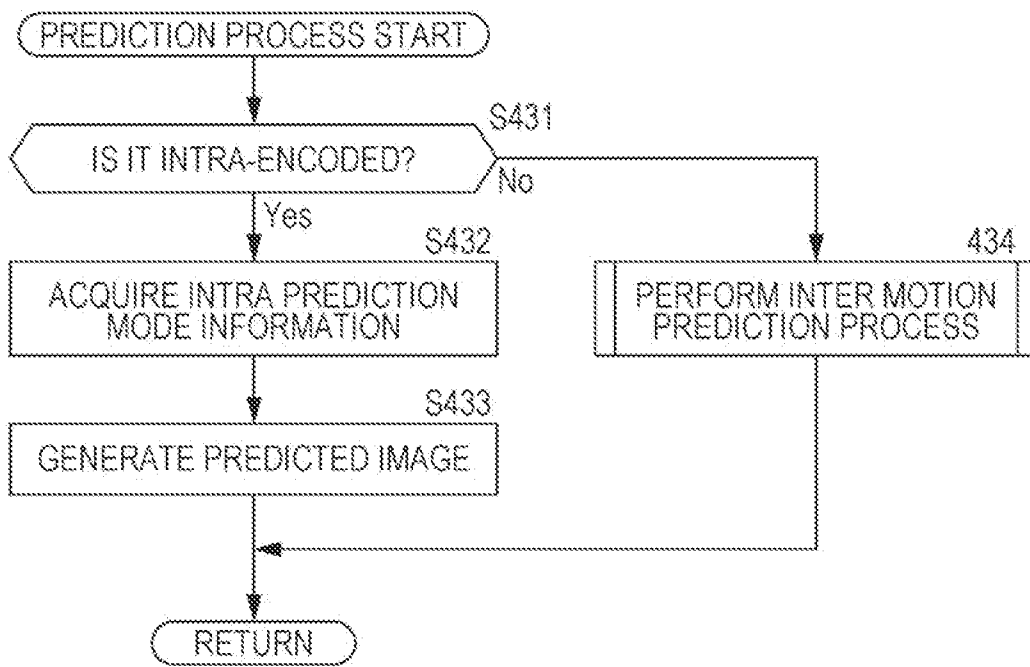 PREDICTION PROCESS START
S431
IS IT INTRA-ENCODED?
No
Yes
S432
434
ACQUIRE INTRA PREDICTION
MODE INFORMATION
PERFORM INTER MOTION
PREDICTION PROCESS
S433
GENERATE PREDICTED IMAGE
RETURN